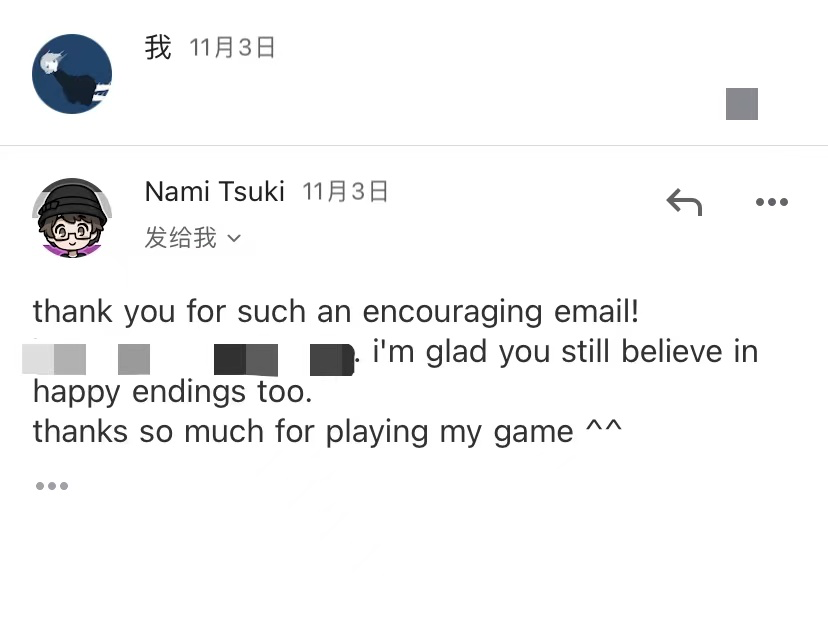 我 11月3日
Nami Tsuki 11月3日
发给我
thank you for such an encouraging email!
. i'm glad you still believe in
happy endings too.
thanks so much for playing my game ^^